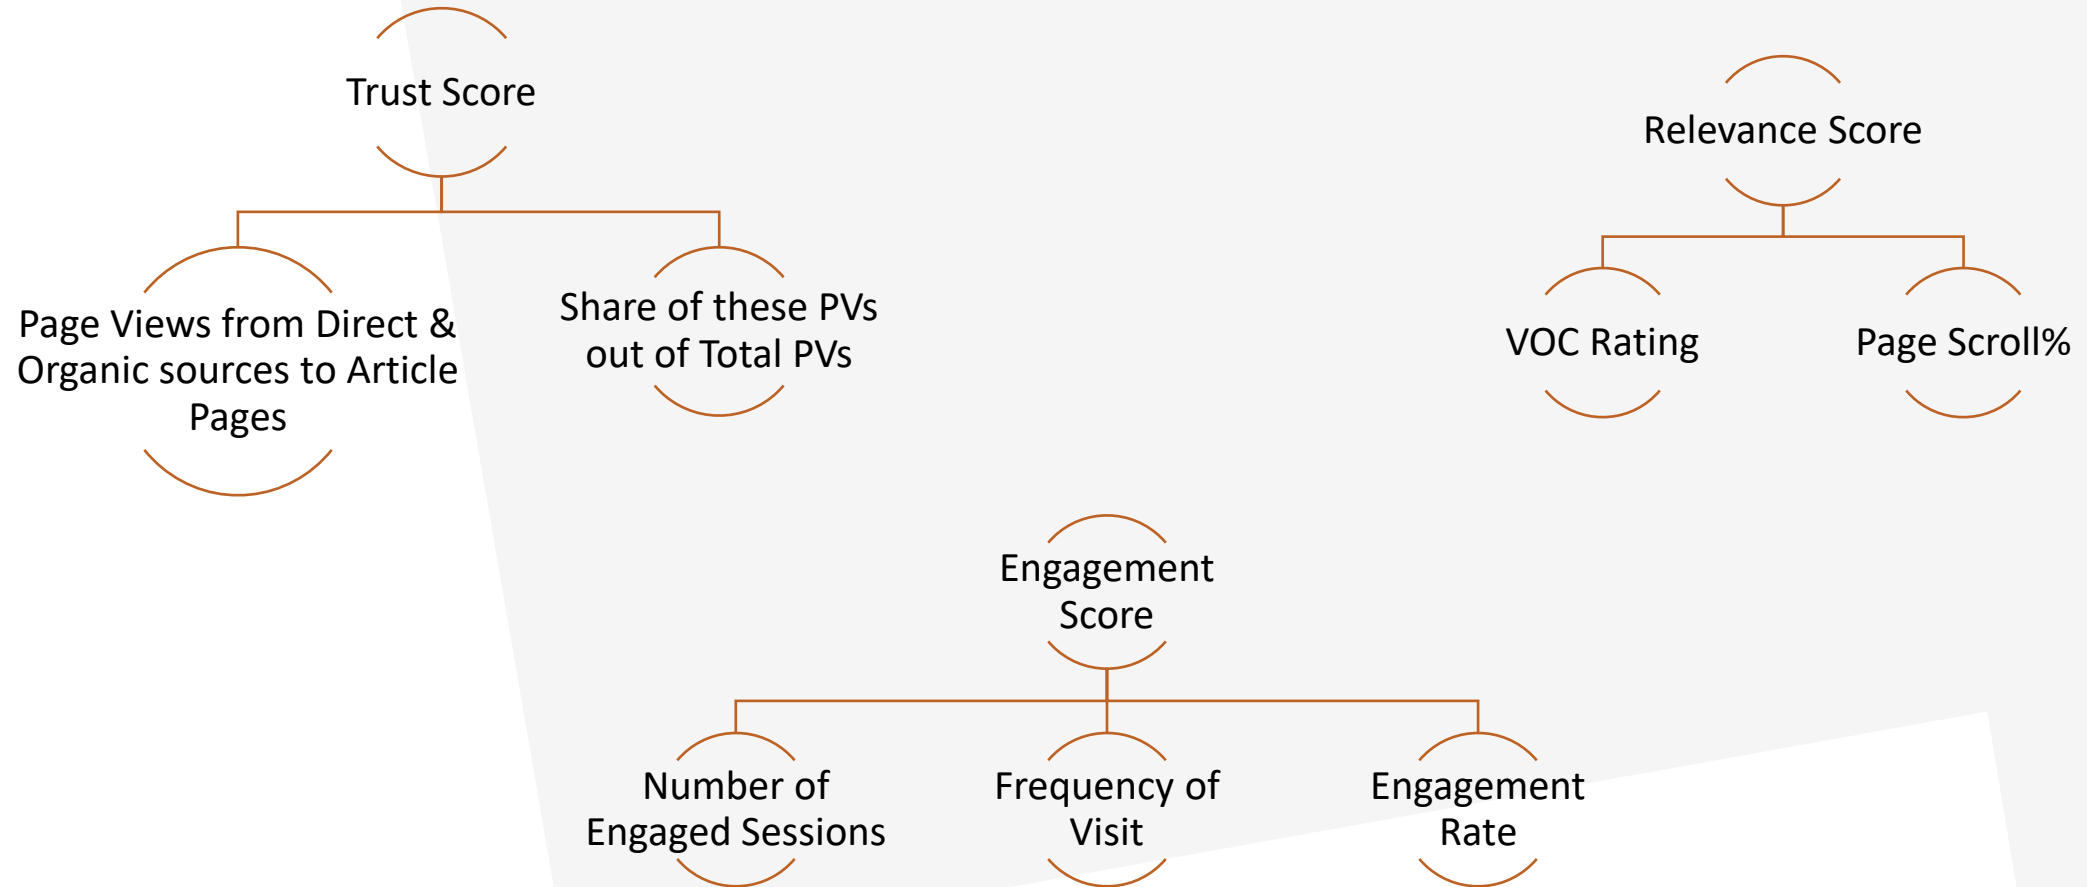 Trust Score
Page Views from Direct &
Organic sources to Article
Pages
Share of these PVs
out of Total PVs
Relevance Score
VOC Rating
Page Scroll%
Engagement
Score
Number of
Engaged Sessions
Frequency of
Visit
Engagement
Rate